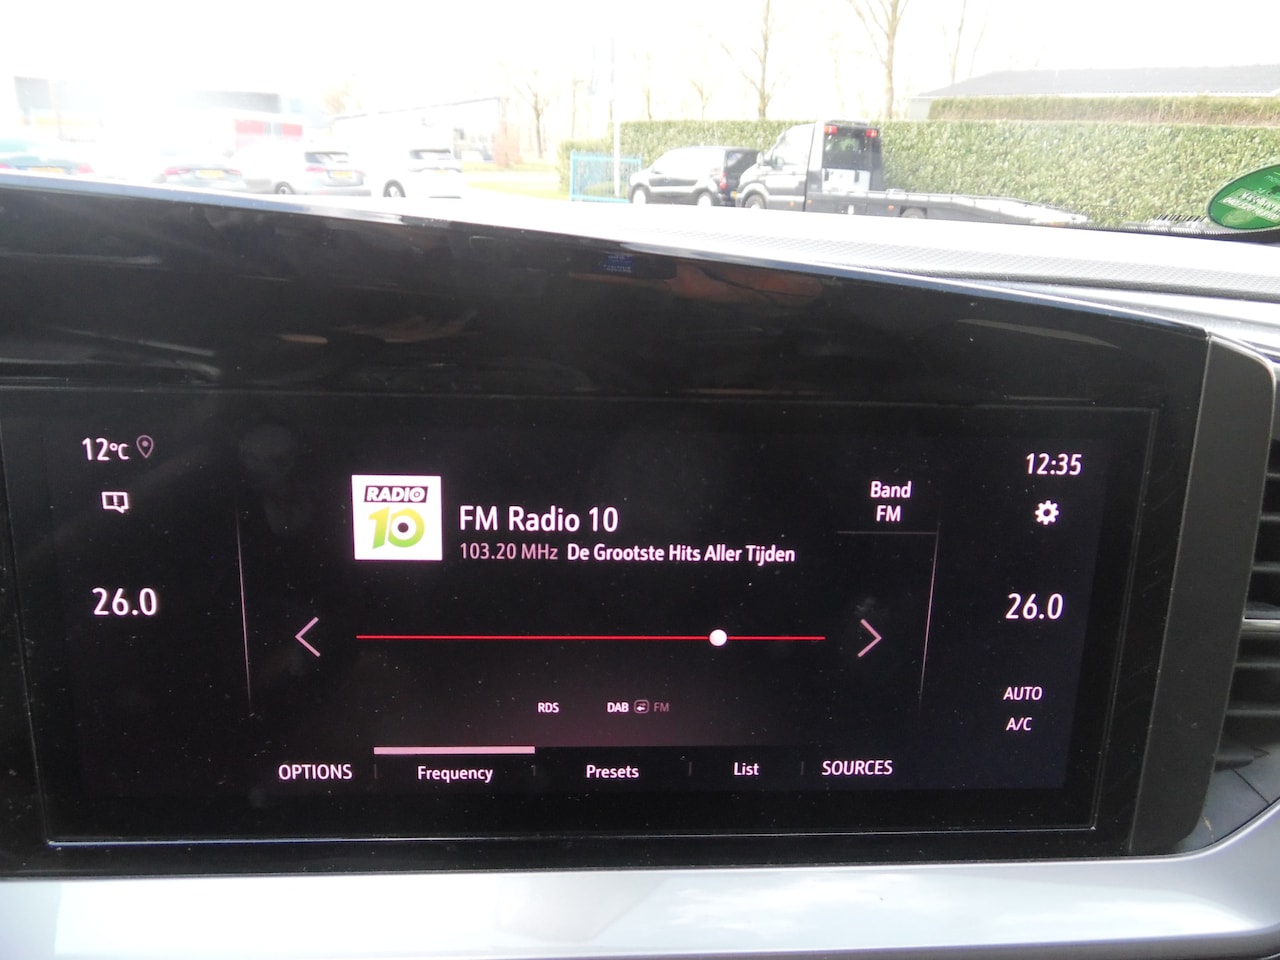 12°C
12:35
RADIO
10
FM Radio 10
103.20 MHz De Grootste Hits Aller Tijden
Band
FM
26.0
26.0
RDS
DAB FM
AUTO
A/C
OPTIONS
Frequency
Presets
List
SOURCES